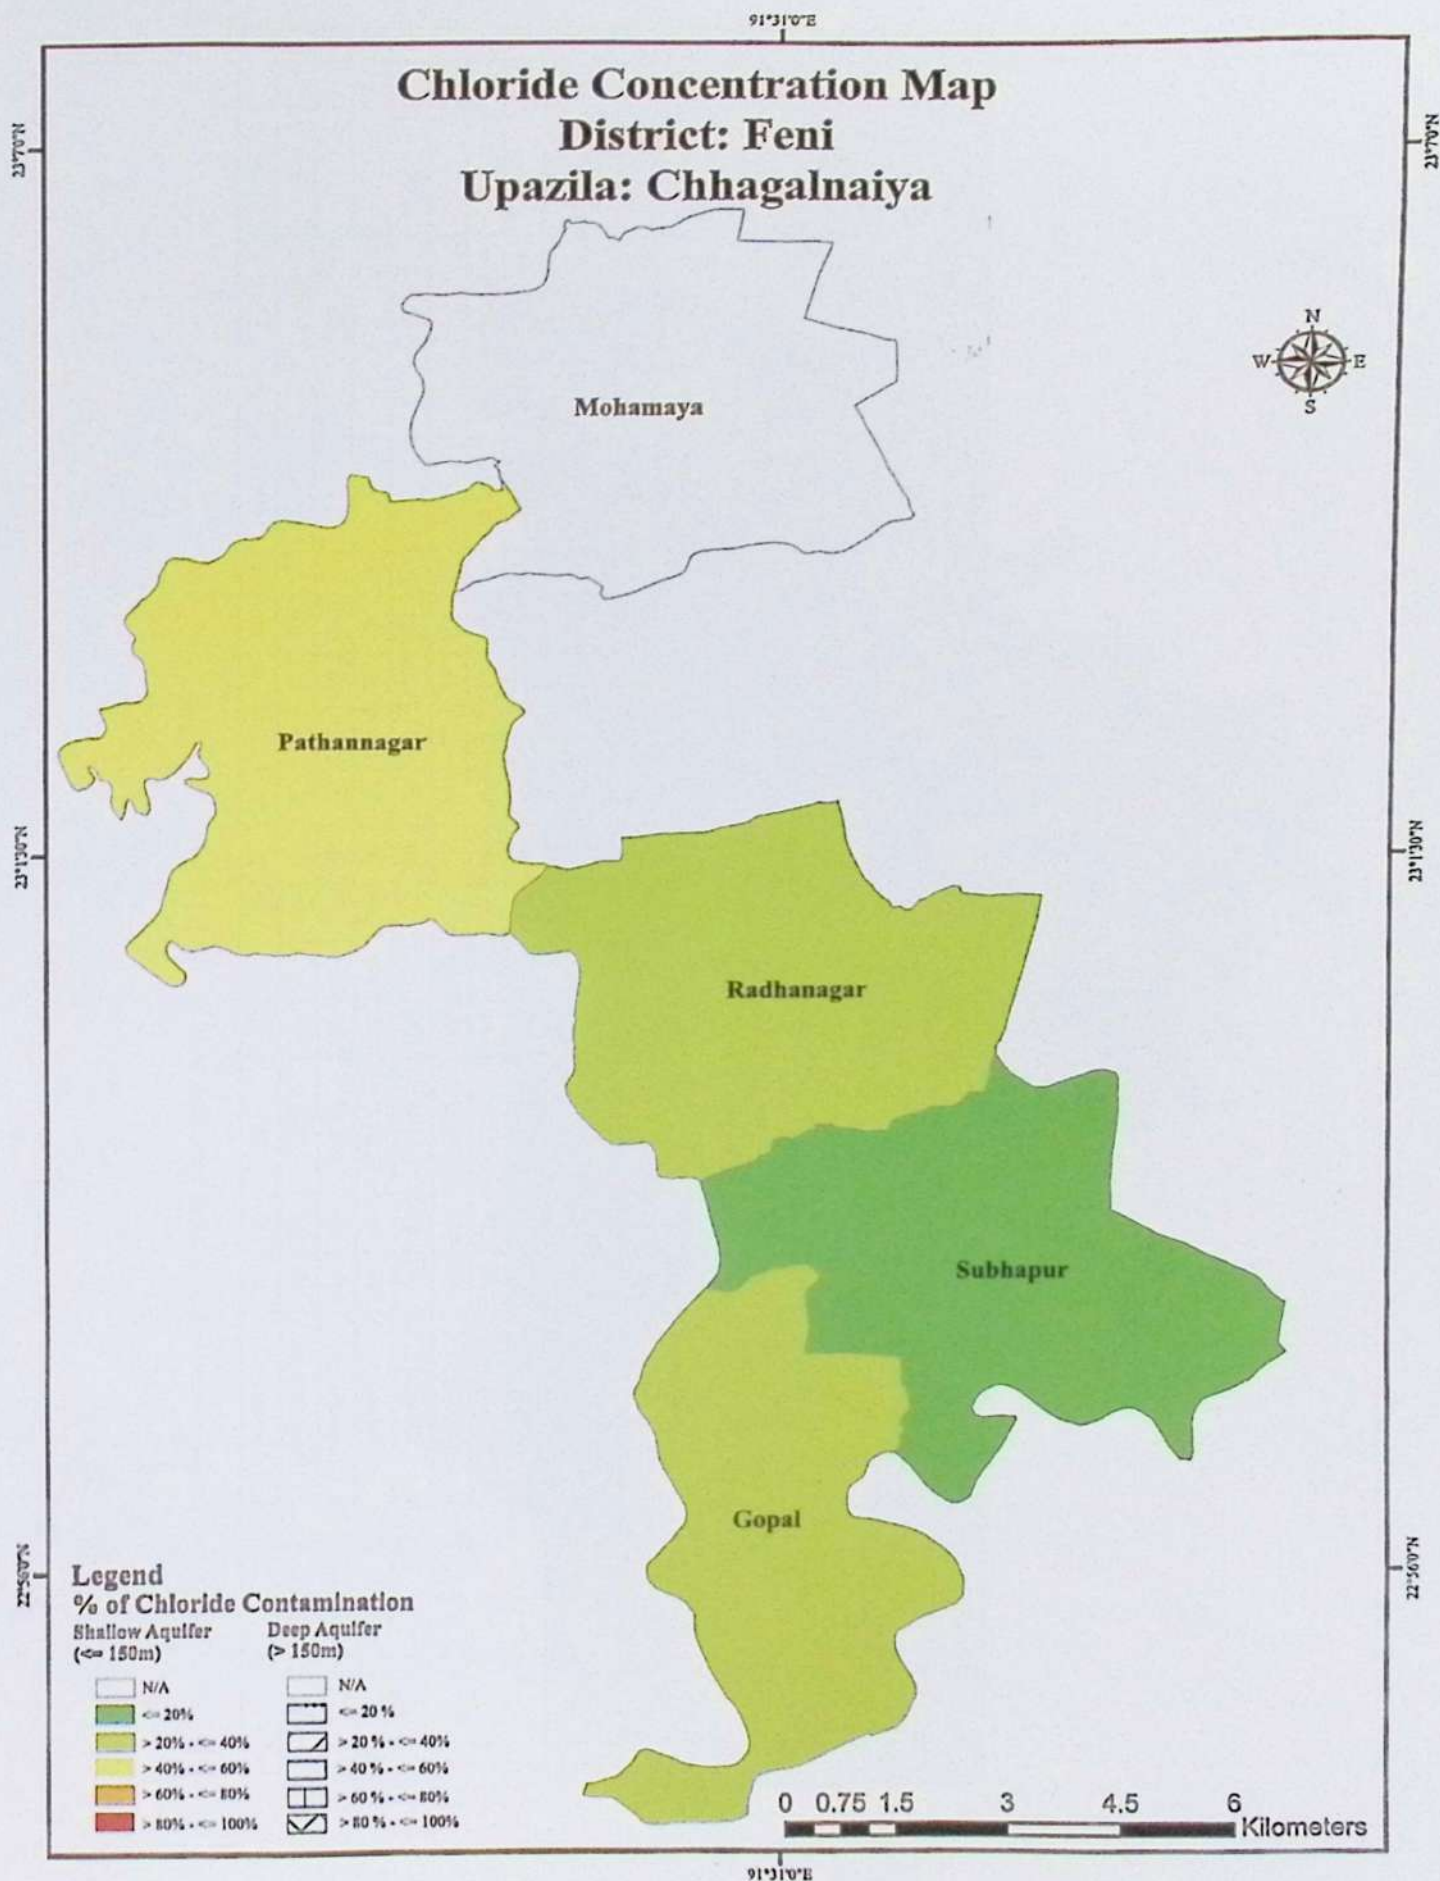 91°31'0"E
Chloride Concentration Map
District: Feni
Upazila: Chhagalnaiya
23°7'0"N
23°7'0"N
N
W E
S
Mohamaya
Pathannagar
23°1'30"N
23°1'30"N
Radhanagar
Subhapur
Gopal
22°56'0"N
22°56'0"N
Legend
% of Chloride Contamination
Shallow Aquifer Deep Aquifer
(<= 150m) (> 150m)
N/A N/A
<= 20% <= 20 %
> 20% - <= 40% > 20 % - <= 40%
> 40% - <= 60% > 40 % - <= 60%
> 60% - <= 80% > 60 % - <= 80%
> 80% - <= 100% > 80 % - <= 100%
0 0.75 1.5 3 4.5 6
Kilometers
91°31'0"E